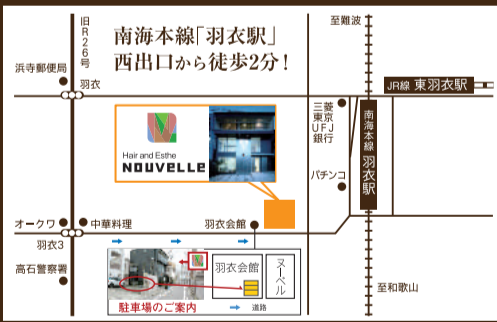 南海本線「羽衣駅」
西出口から徒歩2分!
旧R26号
至難波
浜寺郵便局
羽衣
JR線 東羽衣駅
三菱
東京
UFJ
銀行
南海本線 羽衣駅
Hair and Esthe
NOUVELLE
パチンコ
オークワ
中華料理
羽衣会館
羽衣3
高石警察署
羽衣会館
ヌーベル
駐車場のご案内
道路
至和歌山